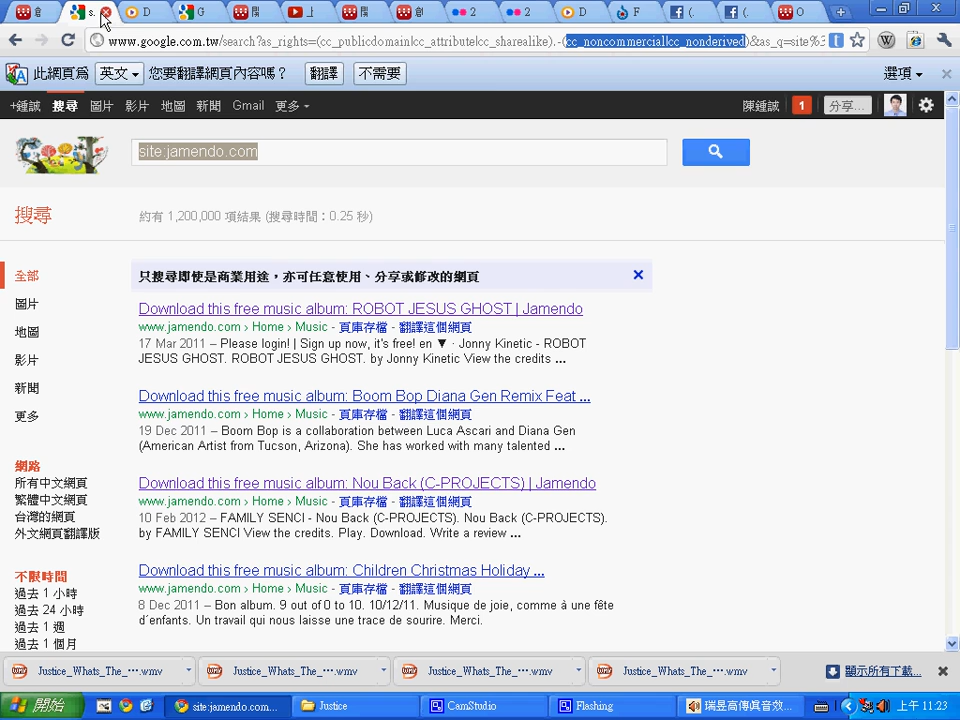 創
s.
D
G
開
上
開
創
2
2
D
F
(.
(.
O
www.google.com.tw/search?as_rights=(cc_publicdomain|cc_attribute|cc_sharealike).-(cc_noncommercial|cc_nonderived)&as_q=site%3
此網頁為 英文 您要翻譯網頁內容嗎？ 翻譯 不需要 選項
+鍾誠 搜尋 圖片 影片 地圖 新聞 Gmail 更多 陳鍾誠 1 分享...
site:jamendo.com
搜尋 約有 1,200,000 項結果 (搜尋時間：0.25 秒)
全部
圖片
地圖
影片
新聞
更多
網路
所有中文網頁
繁體中文網頁
台灣的網頁
外文網頁翻譯版
不限時間
過去 1 小時
過去 24 小時
過去 1 週
過去 1 個月
只搜尋即使是商業用途，亦可任意使用、分享或修改的網頁
Download this free music album: ROBOT JESUS GHOST | Jamendo
www.jamendo.com › Home › Music - 頁庫存檔 - 翻譯這個網頁
17 Mar 2011 – Please login! | Sign up now, it's free! en ▼ · Jonny Kinetic - ROBOT
JESUS GHOST. ROBOT JESUS GHOST. by Jonny Kinetic View the credits ...
Download this free music album: Boom Bop Diana Gen Remix Feat ...
www.jamendo.com › Home › Music - 頁庫存檔 - 翻譯這個網頁
19 Dec 2011 – Boom Bop is a collaboration between Luca Ascari and Diana Gen
(American Artist from Tucson, Arizona). She has worked with many talented ...
Download this free music album: Nou Back (C-PROJECTS) | Jamendo
www.jamendo.com › Home › Music - 頁庫存檔 - 翻譯這個網頁
10 Feb 2012 – FAMILY SENCI - Nou Back (C-PROJECTS). Nou Back (C-PROJECTS).
by FAMILY SENCI View the credits. Play. Download. Write a review ...
Download this free music album: Children Christmas Holiday ...
www.jamendo.com › Home › Music - 頁庫存檔 - 翻譯這個網頁
8 Dec 2011 – Bon album. 9 out of 0 to 10. 10/12/11. Musique de joie, comme à une fête
d´enfants. Un travail qui nous laisse une trace de sourire. Merci.
Justice_Whats_The_....wmv Justice_Whats_The_....wmv Justice_Whats_The_....wmv Justice_Whats_The_....wmv 顯示所有下載...
開始 site:jamendo.com... Justice CamStudio Flashing 瑞昱高傳真音效... 上午 11:23